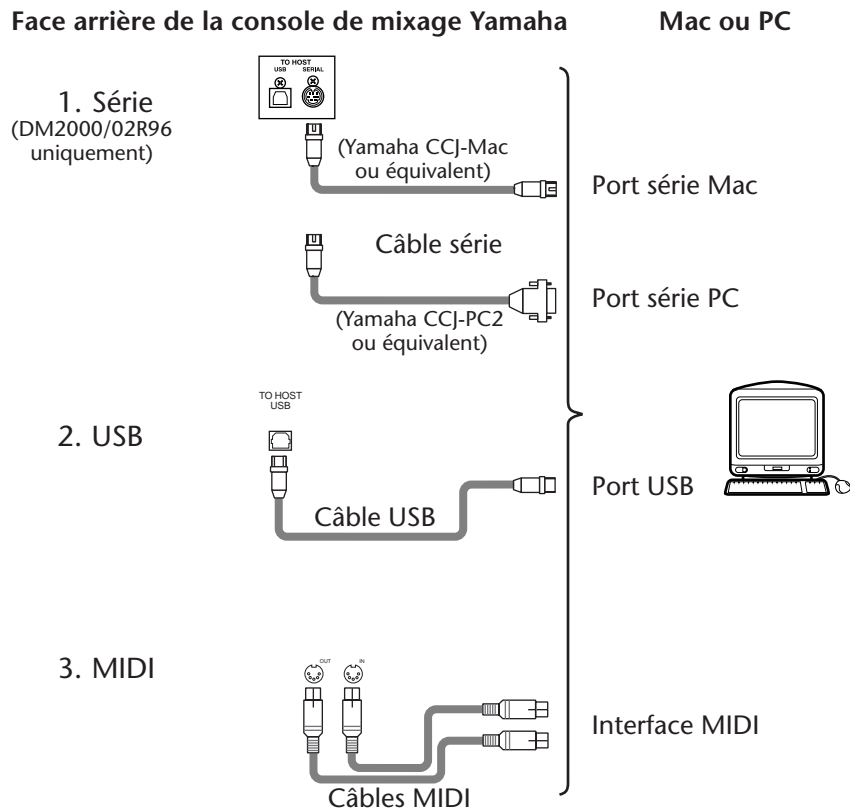 Face arrière de la console de mixage Yamaha
Mac ou PC
TO HOST
USB SERIAL
1. Série
(DM2000/02R96
uniquement)
(Yamaha CCJ-Mac
ou équivalent)
Port série Mac
Câble série
Port série PC
(Yamaha CCJ-PC2
ou équivalent)
TO HOST
USB
2. USB
Port USB
Câble USB
3. MIDI
OUT
IN
Interface MIDI
Câbles MIDI